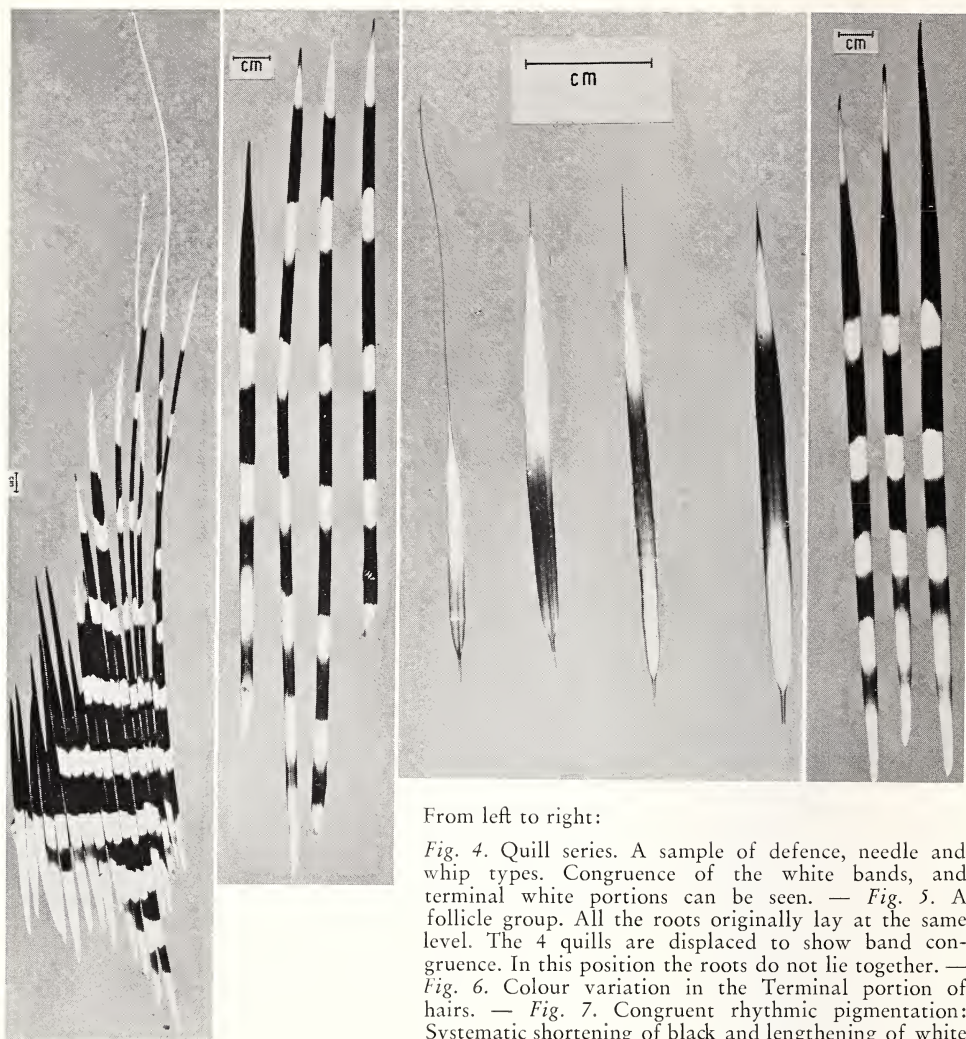 cm
cm
cm
cm
From left to right:
Fig. 4. Quill series. A sample of defence, needle and
whip types. Congruence of the white bands, and
terminal white portions can be seen. — Fig. 5. A
follicle group. All the roots originally lay at the same
level. The 4 quills are displaced to show band con-
gruence. In this position the roots do not lie together. —
Fig. 6. Colour variation in the Terminal portion of
hairs. — Fig. 7. Congruent rhythmic pigmentation:
Systematic shortening of black and lengthening of white